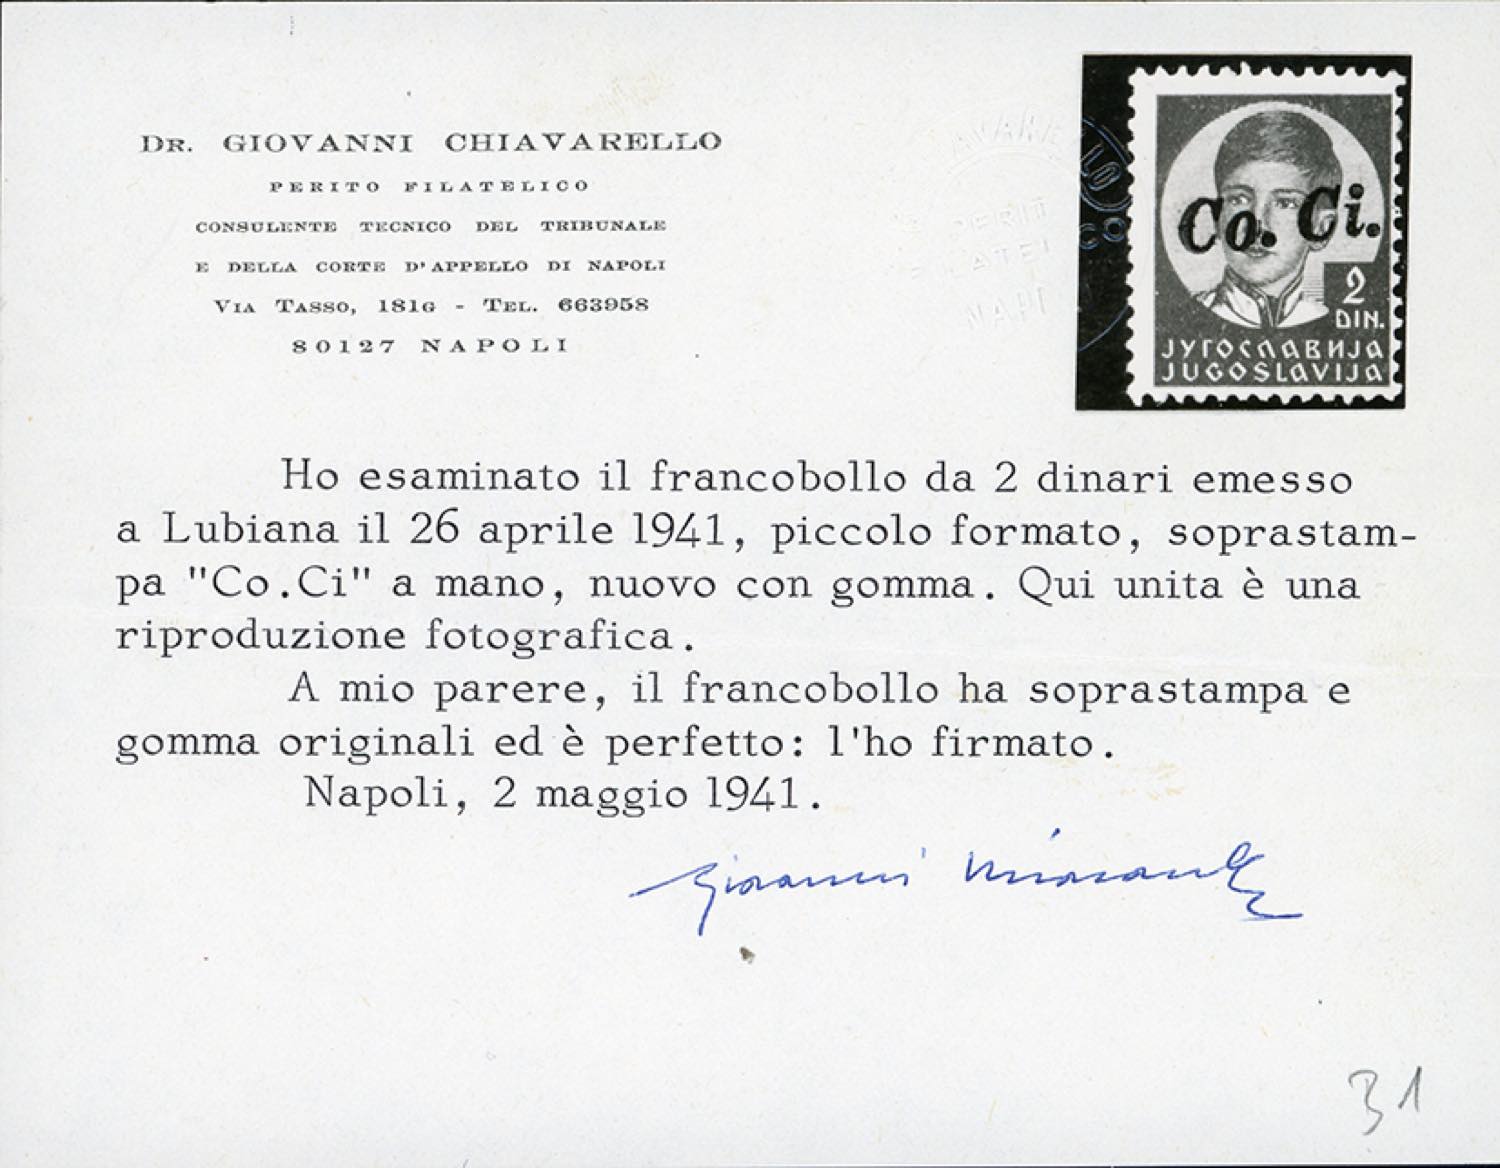 DR. GIOVANNI CHIAVARELLO
PERITO FILATELICO
CONSULENTE TECNICO DEL TRIBUNALE
E DELLA CORTE D'APPELLO DI NAPOLI
VIA TASSO, 181G - TEL. 663958
80127 NAPOLI
Co. Ci.
2
DIN.
ЈУГОСЛАВИЈА
JUGOSLAVIJA
Ho esaminato il francobollo da 2 dinari emesso
a Lubiana il 26 aprile 1941, piccolo formato, soprastam-
pa "Co.Ci" a mano, nuovo con gomma. Qui unita è una
riproduzione fotografica.
A mio parere, il francobollo ha soprastampa e
gomma originali ed è perfetto: l'ho firmato.
Napoli, 2 maggio 1941.
Giovanni